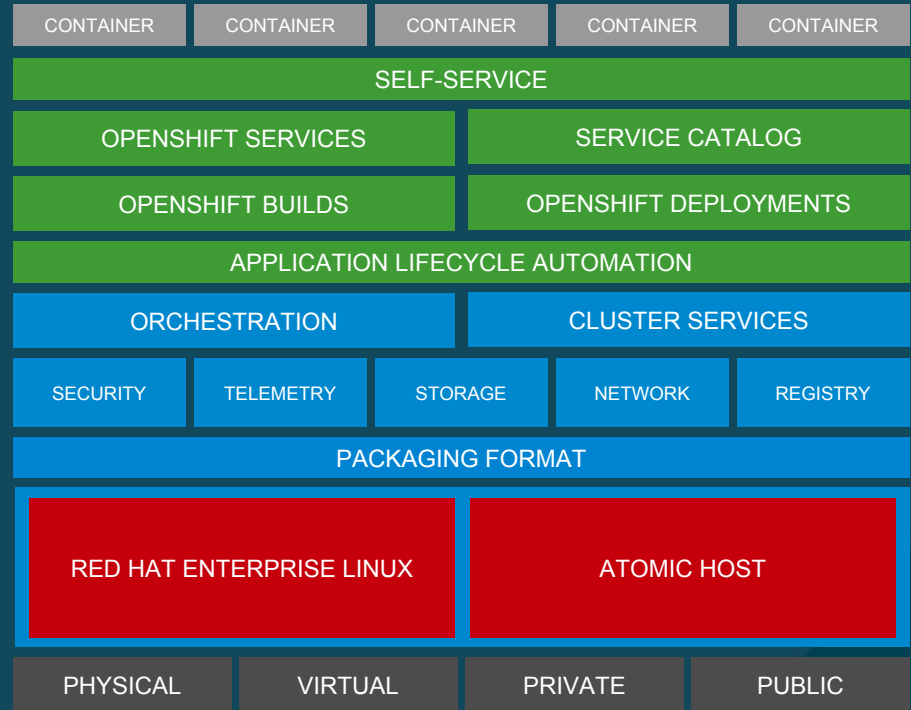 CONTAINER CONTAINER CONTAINER CONTAINER CONTAINER
SELF-SERVICE
OPENSHIFT SERVICES SERVICE CATALOG
OPENSHIFT BUILDS OPENSHIFT DEPLOYMENTS
APPLICATION LIFECYCLE AUTOMATION
ORCHESTRATION CLUSTER SERVICES
SECURITY TELEMETRY STORAGE NETWORK REGISTRY
PACKAGING FORMAT
RED HAT ENTERPRISE LINUX ATOMIC HOST
PHYSICAL VIRTUAL PRIVATE PUBLIC